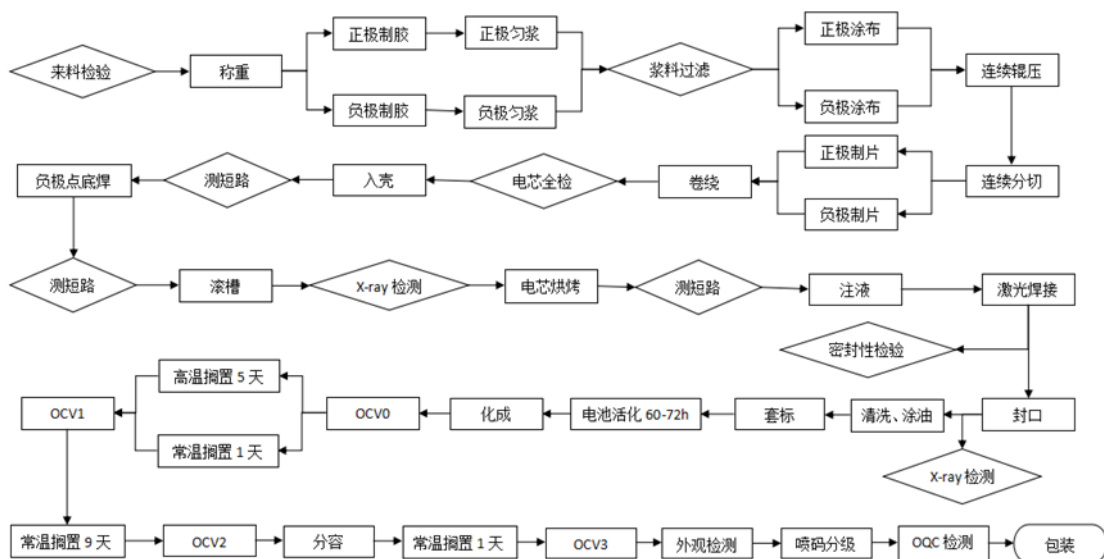 来料检验
称重
正极制胶
正极匀浆
负极制胶
负极匀浆
浆料过滤
正极涂布
负极涂布
连续辊压
连续分切
正极制片
负极制片
卷绕
电芯全检
入壳
测短路
负极点底焊
测短路
滚槽
X-ray 检测
电芯烘烤
测短路
注液
激光焊接
密封性检验
封口
X-ray 检测
清洗、涂油
套标
电池活化 60-72h
化成
OCV0
高温搁置 5 天
常温搁置 1 天
OCV1
常温搁置 9 天
OCV2
分容
常温搁置 1 天
OCV3
外观检测
喷码分级
OQC 检测
包装